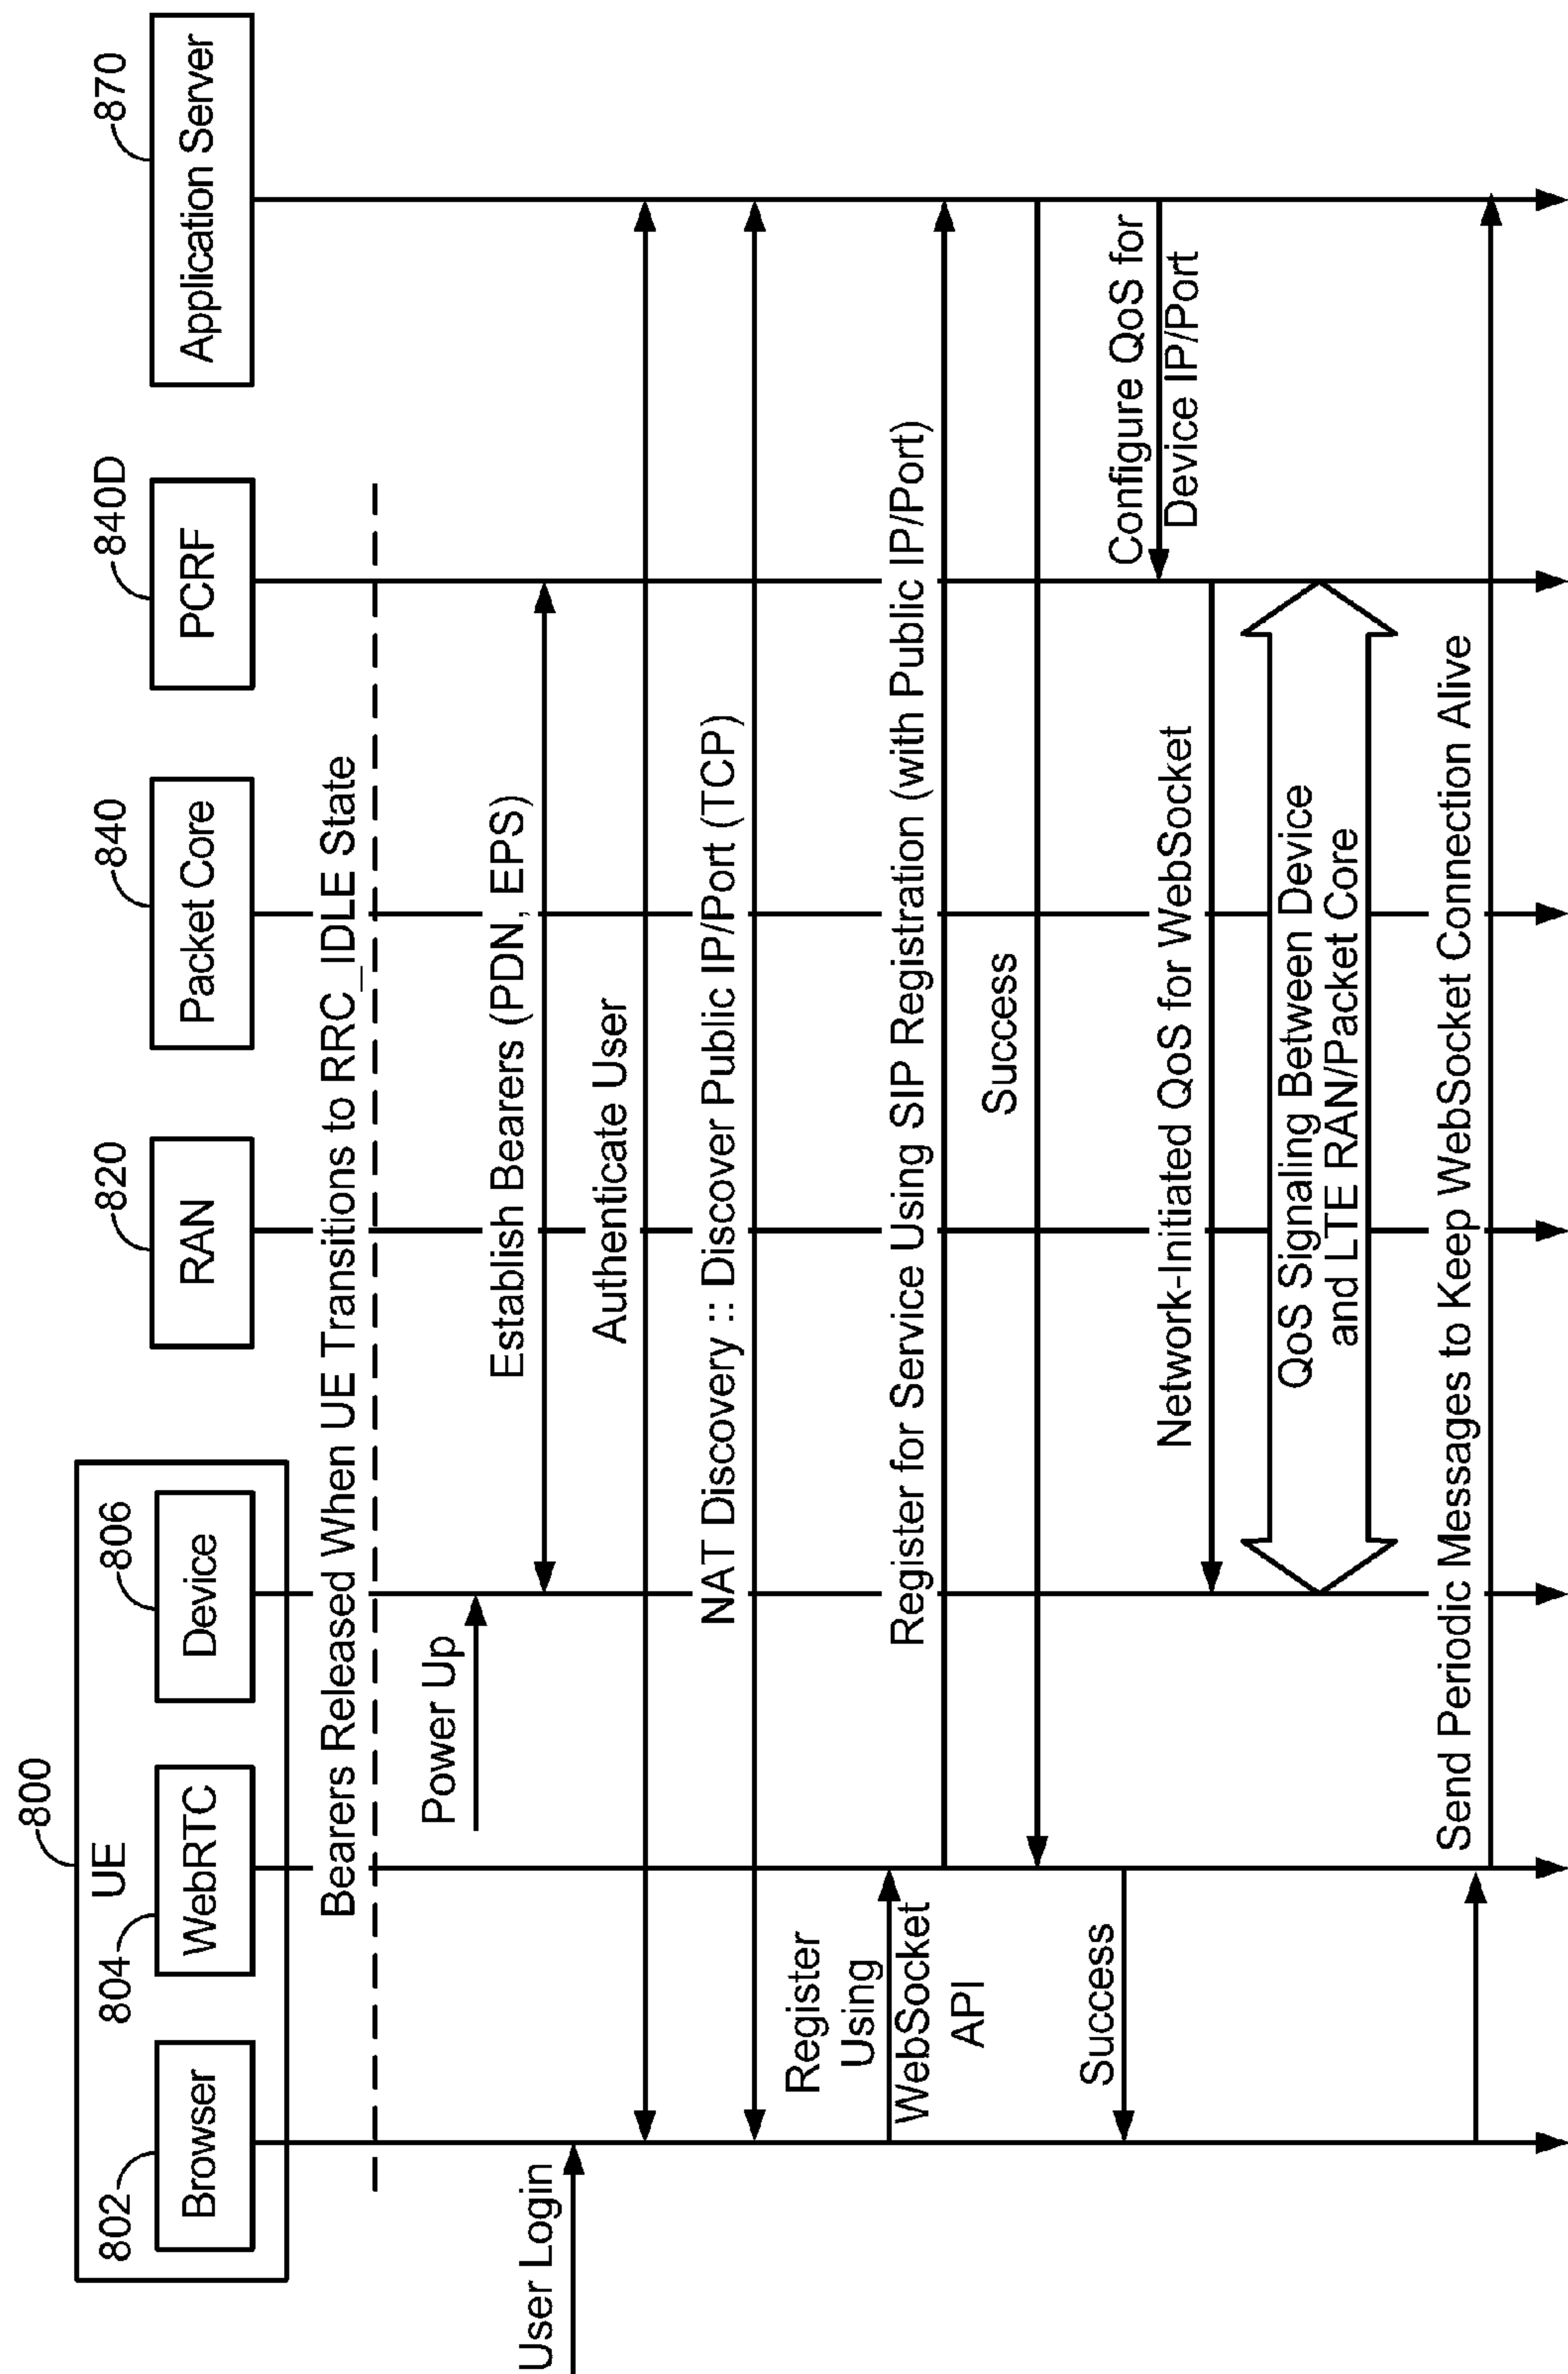 800
UE
802
804
806
820
840
840D
870
Browser
WebRTC
Device
RAN
Packet Core
PCRF
Application Server
Bearers Released When UE Transitions to RRC_IDLE State
Power Up
Establish Bearers (PDN, EPS)
User Login
Authenticate User
NAT Discovery :: Discover Public IP/Port (TCP)
Register
Using
WebSocket
API
Register for Service Using SIP Registration (with Public IP/Port)
Success
Success
Configure QoS for
Device IP/Port
Network-Initiated QoS for WebSocket
QoS Signaling Between Device
and LTE RAN/Packet Core
Send Periodic Messages to Keep WebSocket Connection Alive